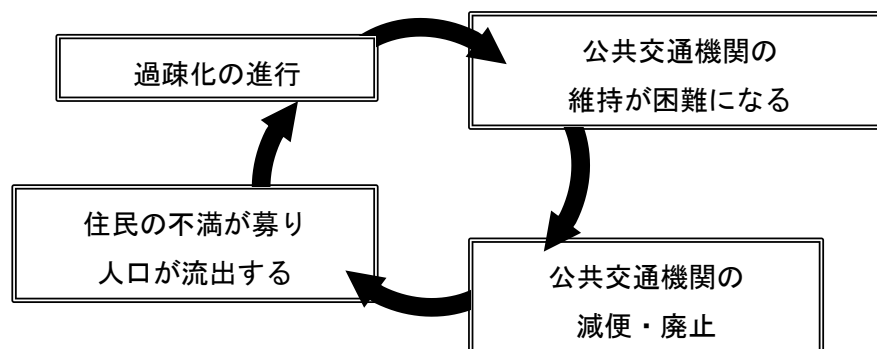 過疎化の進行
公共交通機関の
維持が困難になる
公共交通機関の
減便・廃止
住民の不満が募り
人口が流出する